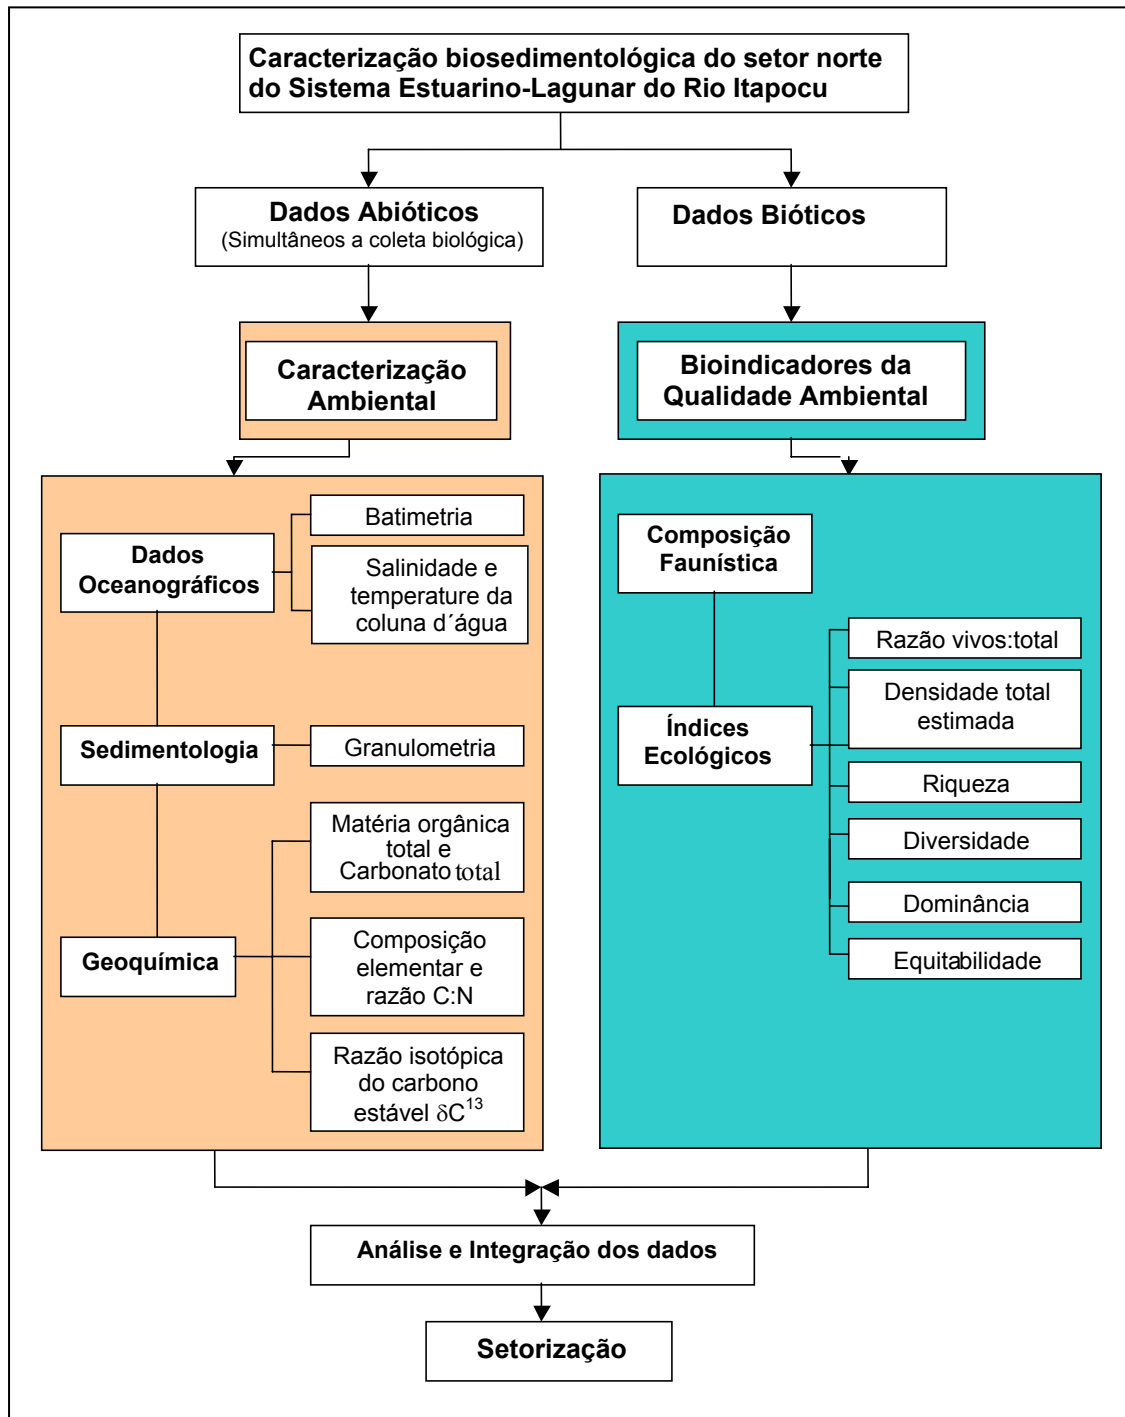 Caracterização biosedimentológica do setor norte
do Sistema Estuarino-Lagunar do Rio Itapocu
Dados Abióticos
(Simultâneos a coleta biológica)
Dados Bióticos
Caracterização
Ambiental
Bioindicadores da
Qualidade Ambiental
Dados
Oceanográficos
Batimetria
Salinidade e
temperature da
coluna d´água
Sedimentologia
Granulometria
Geoquímica
Matéria orgânica
total e
Carbonato total
Composição
elementar e
razão C:N
Razão isotópica
do carbono
estável δC¹³
Composição
Faunística
Índices
Ecológicos
Razão vivos:total
Densidade total
estimada
Riqueza
Diversidade
Dominância
Equitabilidade
Análise e Integração dos dados
Setorização